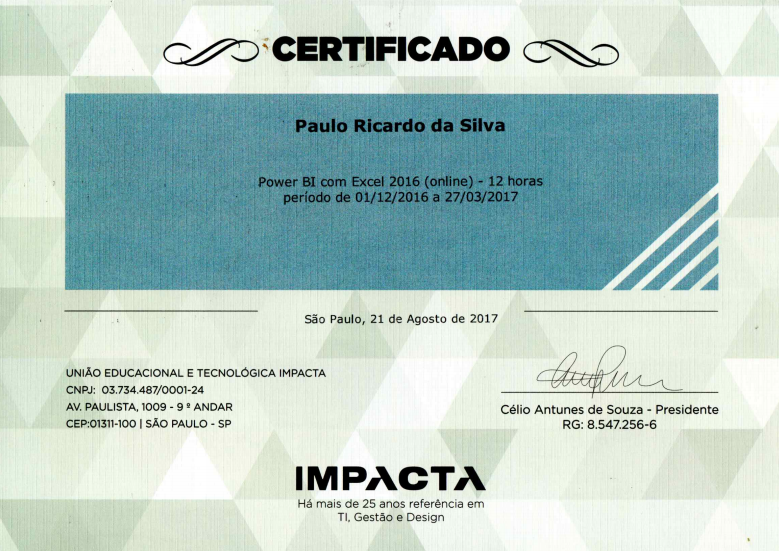 CERTIFICADO
Paulo Ricardo da Silva
Power BI com Excel 2016 (online) - 12 horas
período de 01/12/2016 a 27/03/2017
São Paulo, 21 de Agosto de 2017
UNIÃO EDUCACIONAL E TECNOLÓGICA IMPACTA
CNPJ: 03.734.487/0001-24
AV. PAULISTA, 1009 - 9 º ANDAR
CEP:01311-100 | SÃO PAULO - SP
Célio Antunes de Souza - Presidente
RG: 8.547.256-6
IMPACTA
Há mais de 25 anos referência em
TI, Gestão e Design